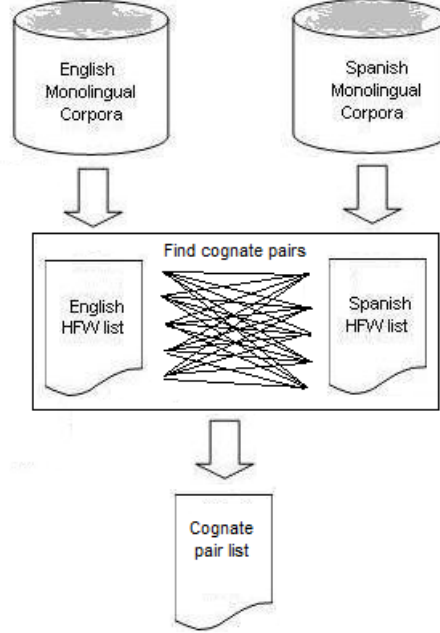 English
Monolingual
Corpora
Spanish
Monolingual
Corpora
Find cognate pairs
English
HFW list
Spanish
HFW list
Cognate
pair list